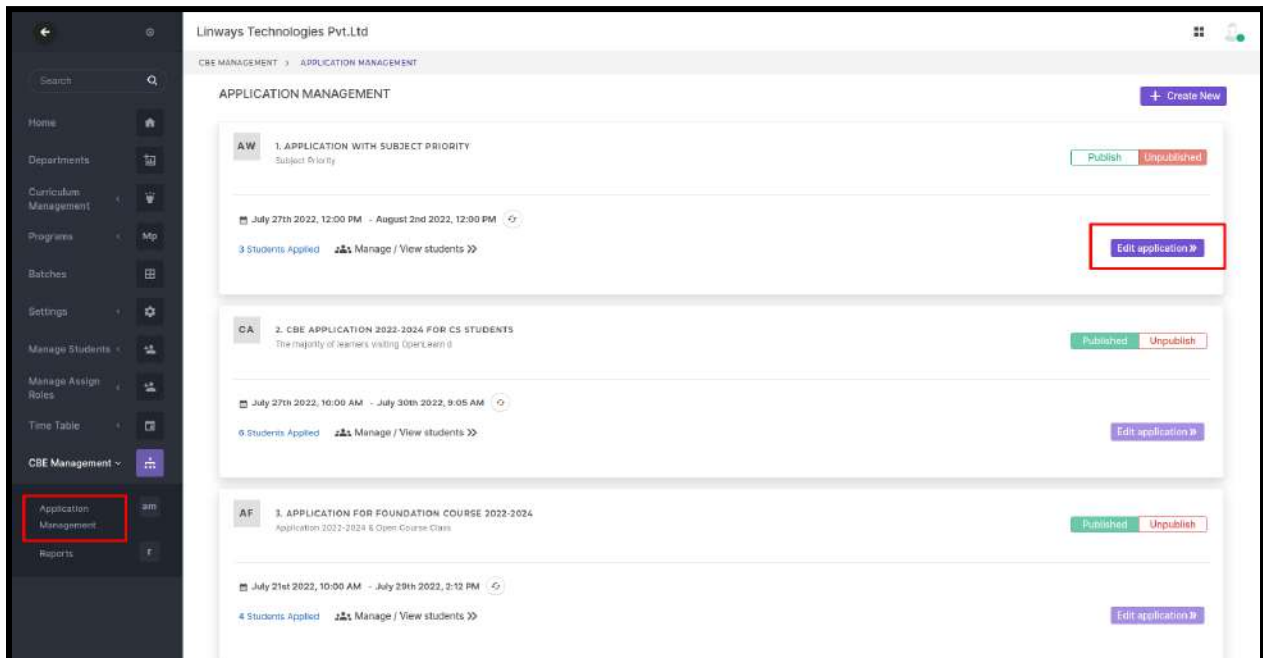 Linways Technologies Pvt.Ltd
CBE MANAGEMENT > APPLICATION MANAGEMENT
Search
Home
Departments
Curriculum
Management
Programs
Mp
Batches
Settings
Manage Students
Manage Assign
Roles
Time Table
CBE Management
Application
Management
am
Reports
r
APPLICATION MANAGEMENT
+ Create New
AW
1. APPLICATION WITH SUBJECT PRIORITY
Subject Priority
Publish
Unpublished
July 27th 2022, 12:00 PM - August 2nd 2022, 12:00 PM
3 Students Applied
Manage / View students >>
Edit application >>
CA
2. CBE APPLICATION 2022-2024 FOR CS STUDENTS
The majority of learners visiting OpenLearn d
Published
Unpublish
July 27th 2022, 10:00 AM - July 30th 2022, 9:05 AM
6 Students Applied
Manage / View students >>
Edit application >>
AF
3. APPLICATION FOR FOUNDATION COURSE 2022-2024
Application 2022-2024 & Open Course Class
Published
Unpublish
July 21st 2022, 10:00 AM - July 29th 2022, 2:12 PM
4 Students Applied
Manage / View students >>
Edit application >>